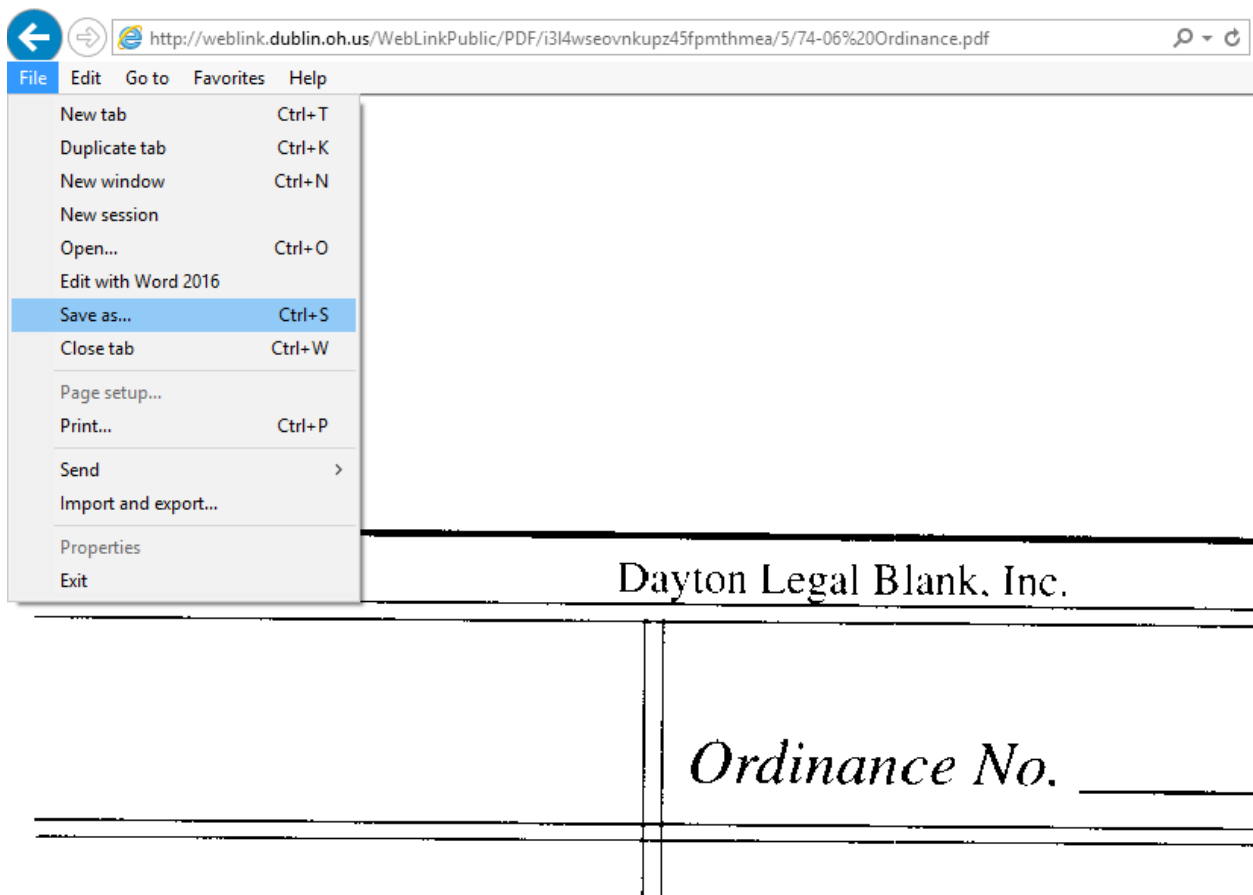 http://weblink.dublin.oh.us/WebLinkPublic/PDF/i3l4wseovnkupz45fpmthmea/5/74-06%20Ordinance.pdf
File Edit Go to Favorites Help
New tab Ctrl+T
Duplicate tab Ctrl+K
New window Ctrl+N
New session
Open... Ctrl+O
Edit with Word 2016
Save as... Ctrl+S
Close tab Ctrl+W
Page setup...
Print... Ctrl+P
Send
Import and export...
Properties
Exit
Dayton Legal Blank, Inc.
Ordinance No.